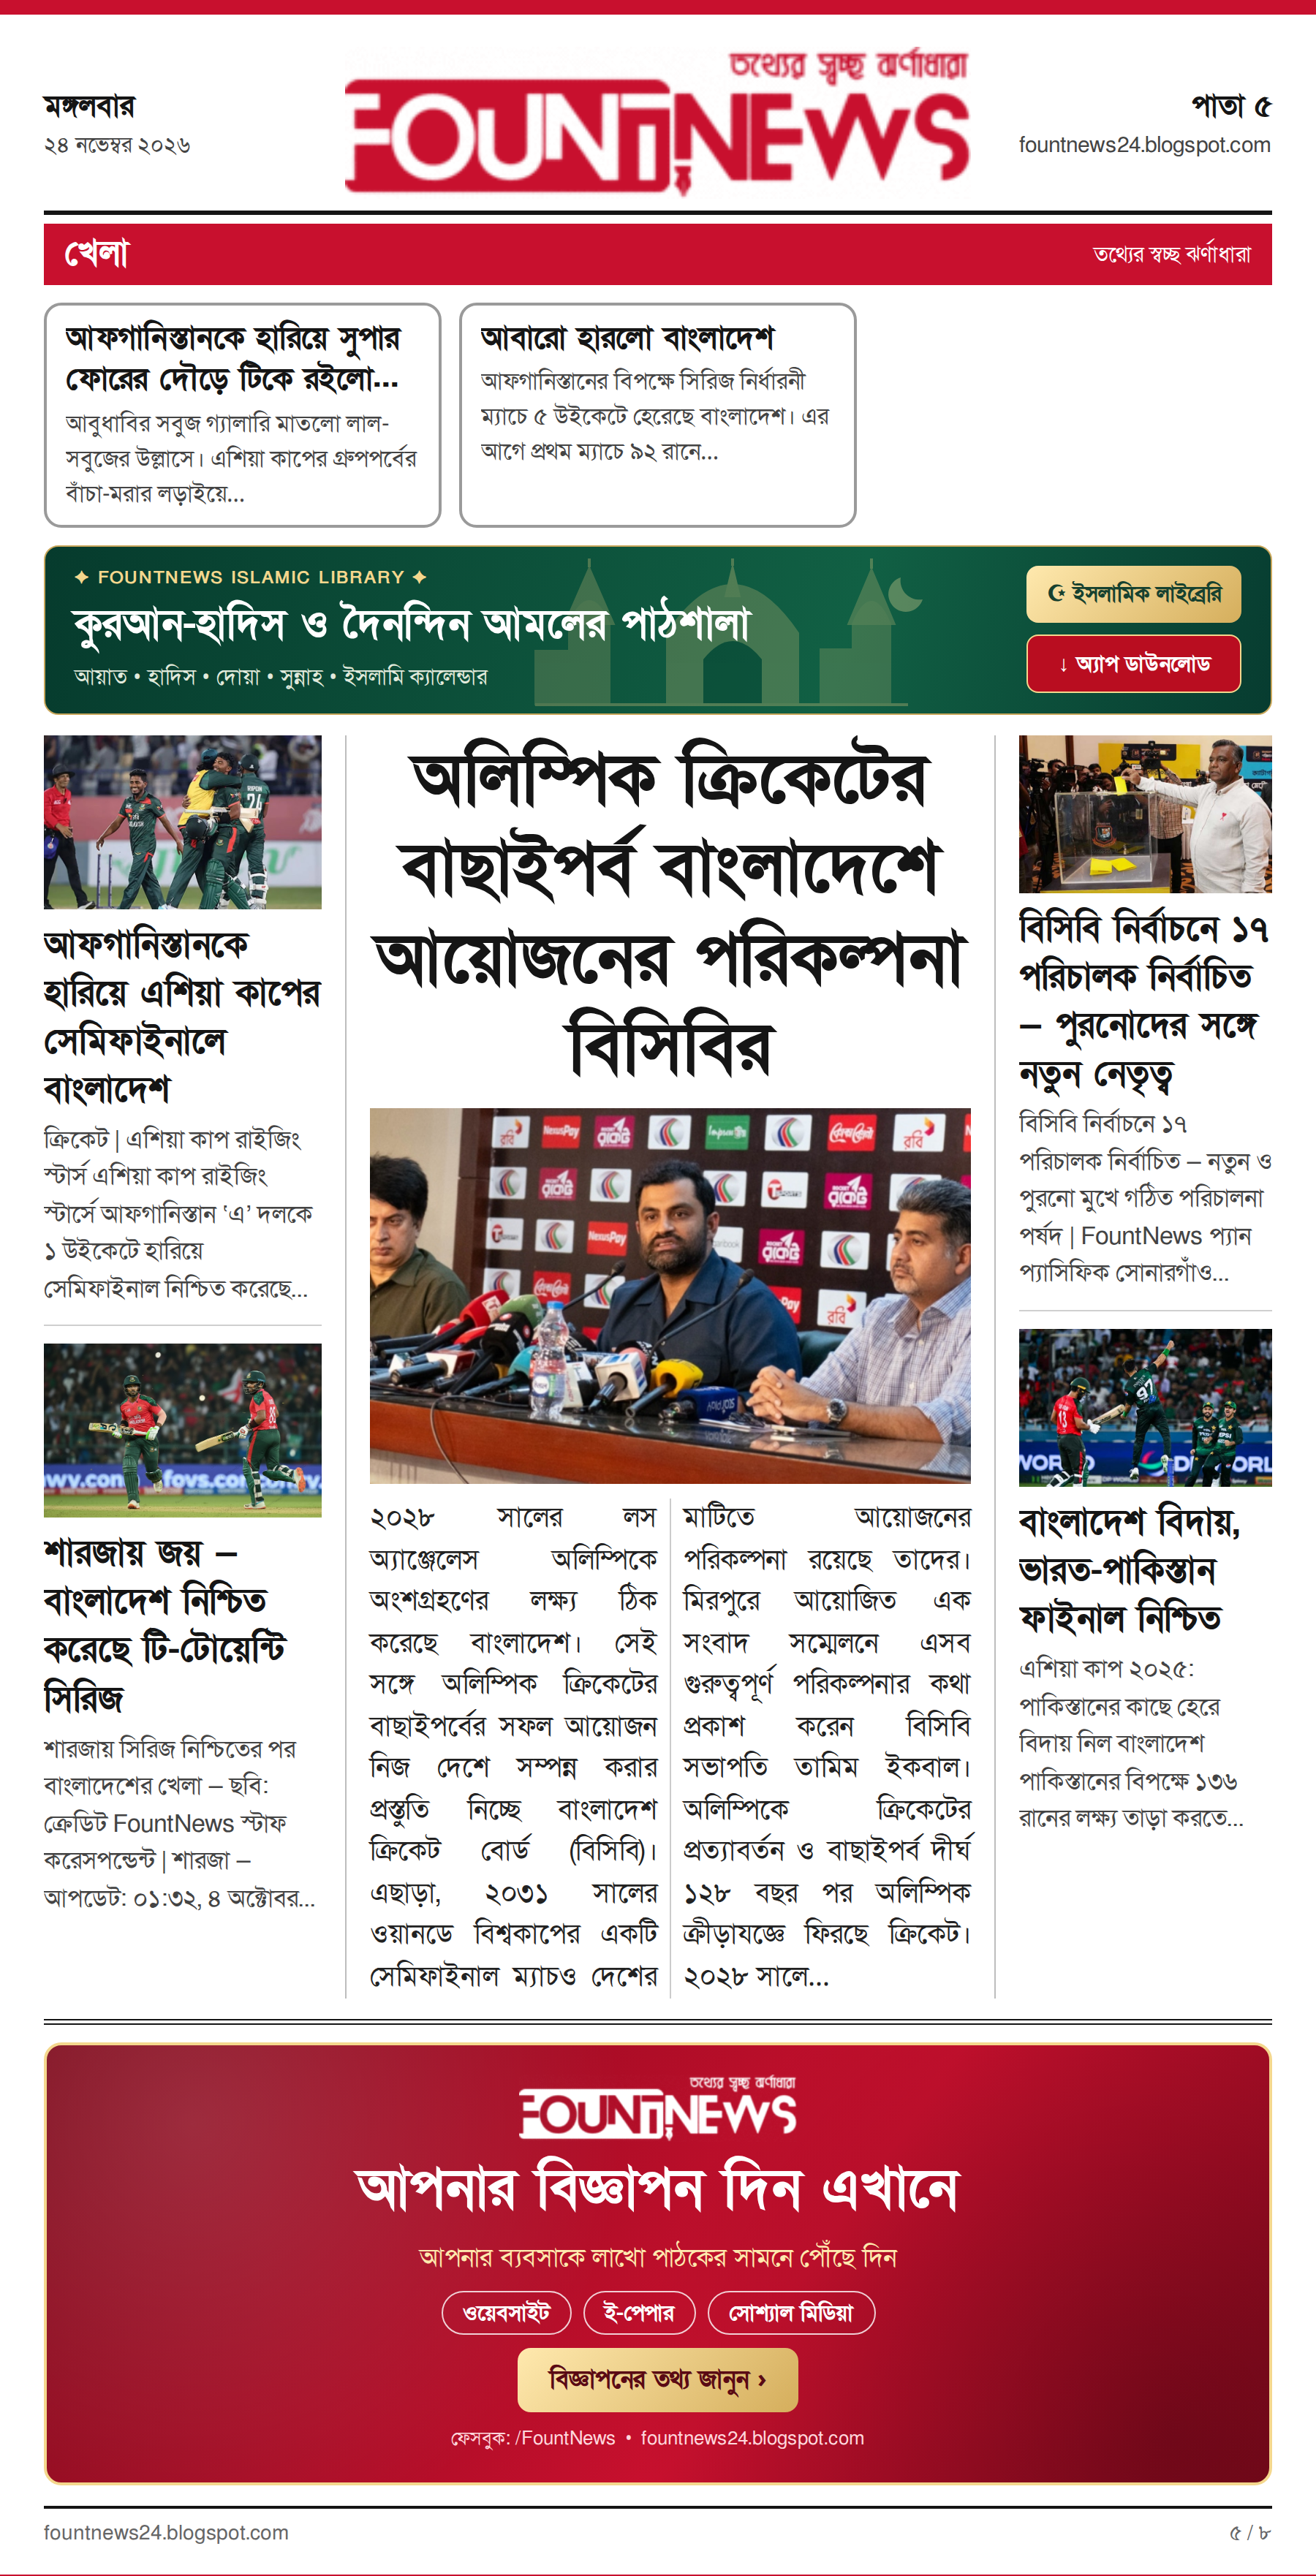 মঙ্গলবার
২৪ নভেম্বর ২০২৬
তথ্যের স্বচ্ছ ঝর্ণাধারা
FOUNTNEWS
পাতা ৫
fountnews24.blogspot.com
খেলা
তথ্যের স্বচ্ছ ঝর্ণাধারা
আফগানিস্তানকে হারিয়ে সুপার
ফোরের দৌড়ে টিকে রইলো...
আবুধাবির সবুজ গ্যালারি মাতলো লাল-
সবুজের উল্লাসে। এশিয়া কাপের গ্রুপপর্বের
বাঁচা-মরার লড়াইয়ে...
আবারো হারলো বাংলাদেশ
আফগানিস্তানের বিপক্ষে সিরিজ নির্ধারনী
ম্যাচে ৫ উইকেটে হেরেছে বাংলাদেশ। এর
আগে প্রথম ম্যাচে ৯২ রানে...
✦ FOUNTNEWS ISLAMIC LIBRARY ✦
কুরআন-হাদিস ও দৈনন্দিন আমলের পাঠশালা
আয়াত • হাদিস • দোয়া • সুন্নাহ • ইসলামি ক্যালেন্ডার
☪ ইসলামিক লাইব্রেরি
↓ অ্যাপ ডাউনলোড
আফগানিস্তানকে
হারিয়ে এশিয়া কাপের
সেমিফাইনালে
বাংলাদেশ
ক্রিকেট | এশিয়া কাপ রাইজিং
স্টার্স এশিয়া কাপ রাইজিং
স্টার্সে আফগানিস্তান ‘এ’ দলকে
১ উইকেটে হারিয়ে
সেমিফাইনাল নিশ্চিত করেছে...
শারজায় জয় –
বাংলাদেশ নিশ্চিত
করেছে টি-টোয়েন্টি
সিরিজ
শারজায় সিরিজ নিশ্চিতের পর
বাংলাদেশের খেলা – ছবি:
ক্রেডিট FountNews স্টাফ
করেসপন্ডেন্ট | শারজা –
আপডেট: ০১:৩২, ৪ অক্টোবর...
অলিম্পিক ক্রিকেটের
বাছাইপর্ব বাংলাদেশে
আয়োজনের পরিকল্পনা
বিসিবির
২০২৮ সালের লস
অ্যাঞ্জেলেস অলিম্পিকে
অংশগ্রহণের লক্ষ্য ঠিক
করেছে বাংলাদেশ। সেই
সঙ্গে অলিম্পিক ক্রিকেটের
বাছাইপর্বের সফল আয়োজন
নিজ দেশে সম্পন্ন করার
প্রস্তুতি নিচ্ছে বাংলাদেশ
ক্রিকেট বোর্ড (বিসিবি)।
এছাড়া, ২০৩১ সালের
ওয়ানডে বিশ্বকাপের একটি
সেমিফাইনাল ম্যাচও দেশের
মাটিতে আয়োজনের
পরিকল্পনা রয়েছে তাদের।
মিরপুরে আয়োজিত এক
সংবাদ সম্মেলনে এসব
গুরুত্বপূর্ণ পরিকল্পনার কথা
প্রকাশ করেন বিসিবি
সভাপতি তামিম ইকবাল।
অলিম্পিকে ক্রিকেটের
প্রত্যাবর্তন ও বাছাইপর্ব দীর্ঘ
১২৮ বছর পর অলিম্পিক
ক্রীড়াযজ্ঞে ফিরছে ক্রিকেট।
২০২৮ সালে...
বিসিবি নির্বাচনে ১৭
পরিচালক নির্বাচিত
– পুরনোদের সঙ্গে
নতুন নেতৃত্ব
বিসিবি নির্বাচনে ১৭
পরিচালক নির্বাচিত – নতুন ও
পুরনো মুখে গঠিত পরিচালনা
পর্ষদ | FountNews প্যান
প্যাসিফিক সোনারগাঁও...
বাংলাদেশ বিদায়,
ভারত-পাকিস্তান
ফাইনাল নিশ্চিত
এশিয়া কাপ ২০২৫:
পাকিস্তানের কাছে হেরে
বিদায় নিল বাংলাদেশ
পাকিস্তানের বিপক্ষে ১৩৬
রানের লক্ষ্য তাড়া করতে...
তথ্যের স্বচ্ছ ঝর্ণাধারা
FOUNTNEWS
আপনার বিজ্ঞাপন দিন এখানে
আপনার ব্যবসাকে লাখো পাঠকের সামনে পৌঁছে দিন
ওয়েবসাইট
ই-পেপার
সোশ্যাল মিডিয়া
বিজ্ঞাপনের তথ্য জানুন ›
ফেসবুক: /FountNews • fountnews24.blogspot.com
fountnews24.blogspot.com
৫ / ৮